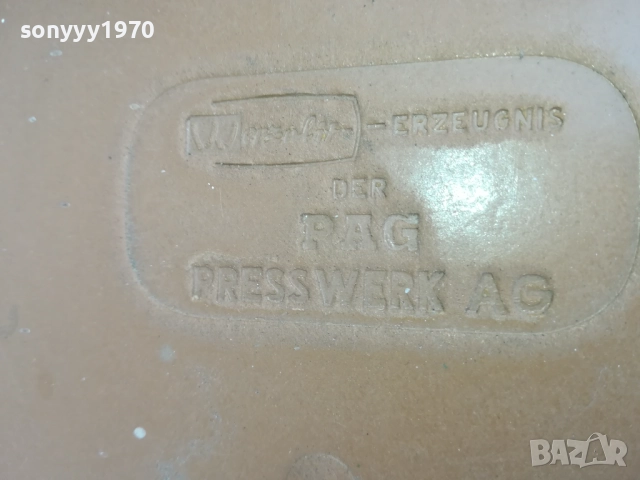 sonyyy1970
-ERZEUGNIS
DER
PAG
PRESSWERK AG
BAZAR